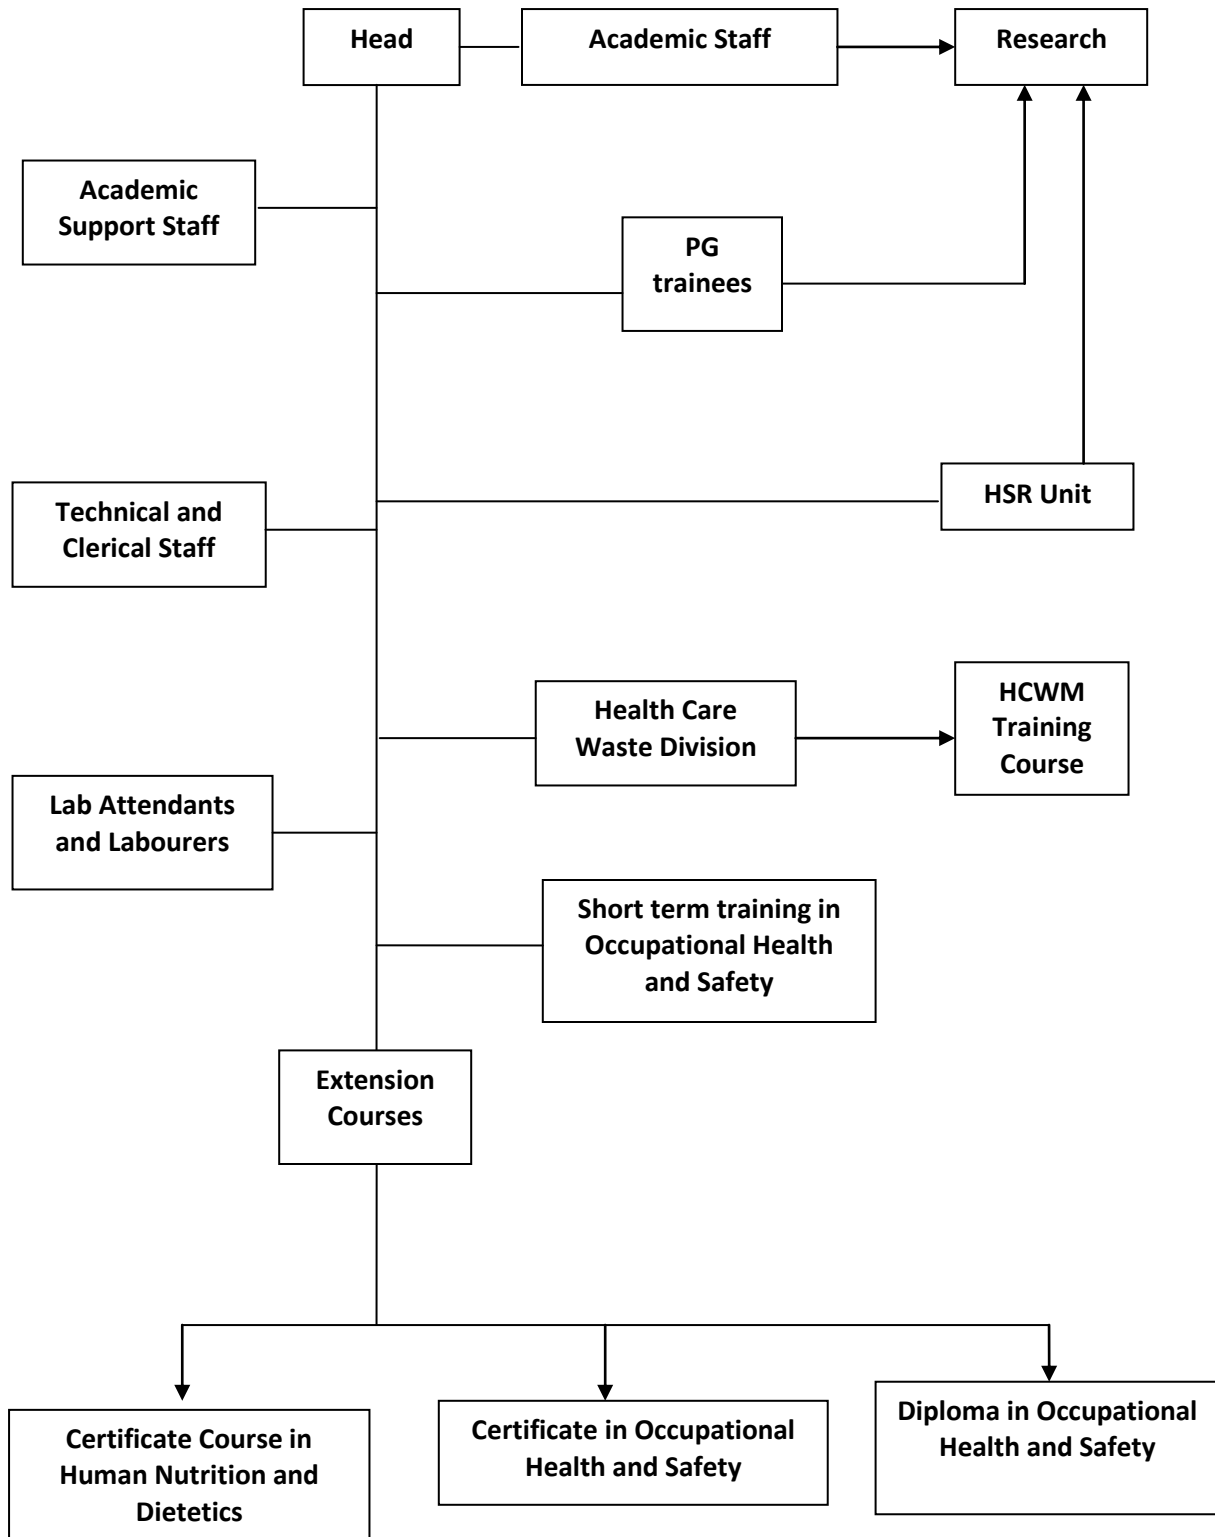 Head
Academic Staff
Research
Academic
Support Staff
PG
trainees
HSR Unit
Technical and
Clerical Staff
Health Care
Waste Division
HCWM
Training
Course
Lab Attendants
and Labourers
Short term training in
Occupational Health
and Safety
Extension
Courses
Certificate Course in
Human Nutrition and
Dietetics
Certificate in Occupational
Health and Safety
Diploma in Occupational
Health and Safety